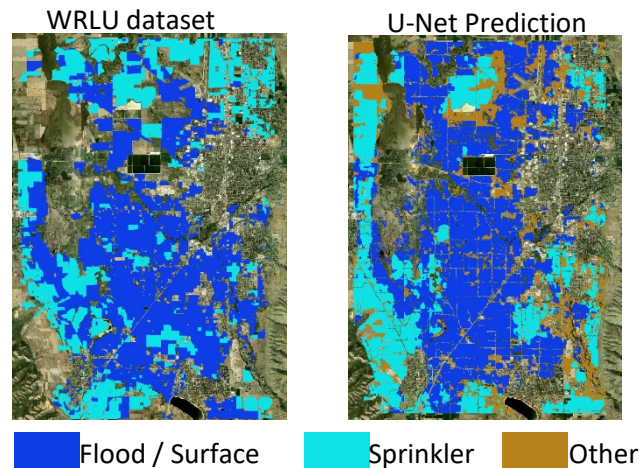 WRLU dataset
U-Net Prediction
Flood / Surface
Sprinkler
Other